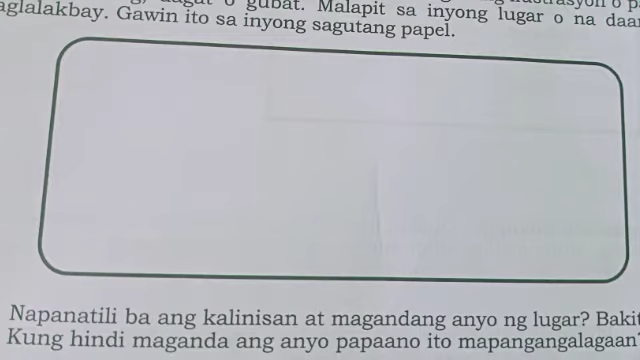 o gubat. Malapit sa inyong lugar o na
aglalakbay. Gawin ito sa inyong sagutang papel.
Napanatili ba ang kalinisan at magandang anyo ng lugar? Bakit
Kung hindi maganda ang anyo papaano ito mapangangalagaan